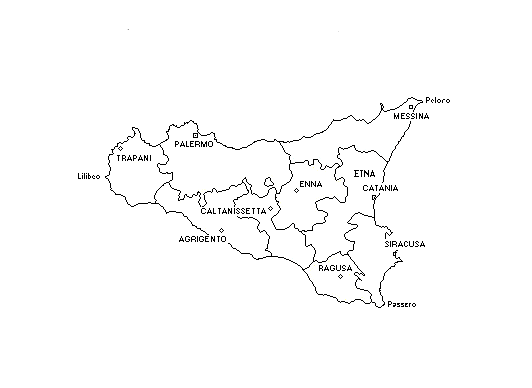 Peloro
MESSINA
PALERMO
TRAPANI
ETNA
Lilibeo
ENNA
CATANIA
CALTANISSETTA
AGRIGENTO
SIRACUSA
RAGUSA
Passero